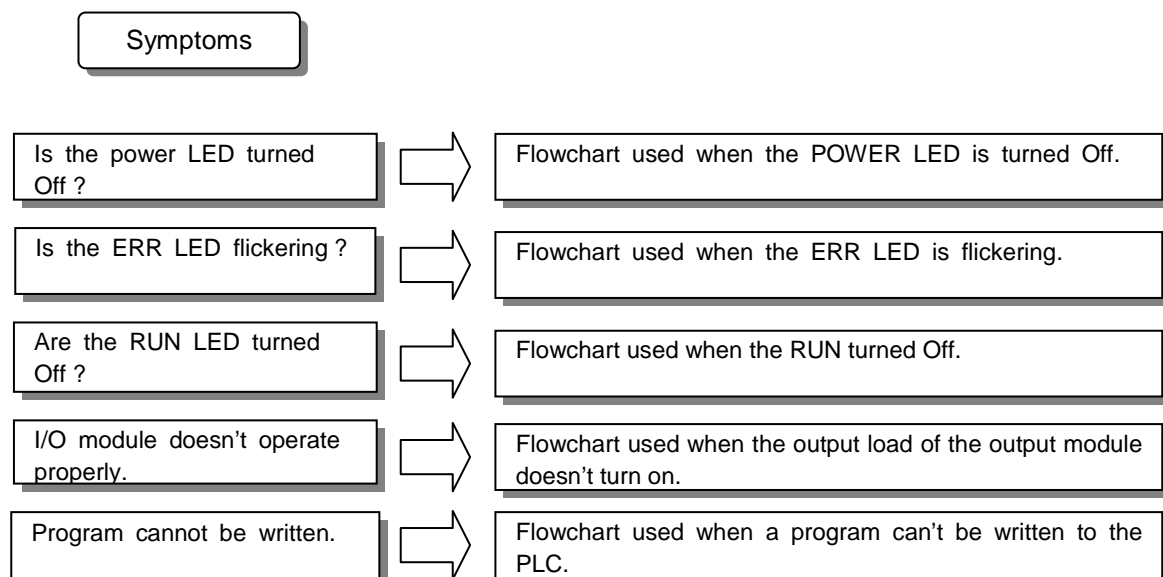 Symptoms
Is the power LED turned
Off ?
Flowchart used when the POWER LED is turned Off.
Is the ERR LED flickering ?
Flowchart used when the ERR LED is flickering.
Are the RUN LED turned
Off ?
Flowchart used when the RUN turned Off.
I/O module doesn’t operate
properly.
Flowchart used when the output load of the output module
doesn’t turn on.
Program cannot be written.
Flowchart used when a program can’t be written to the
PLC.